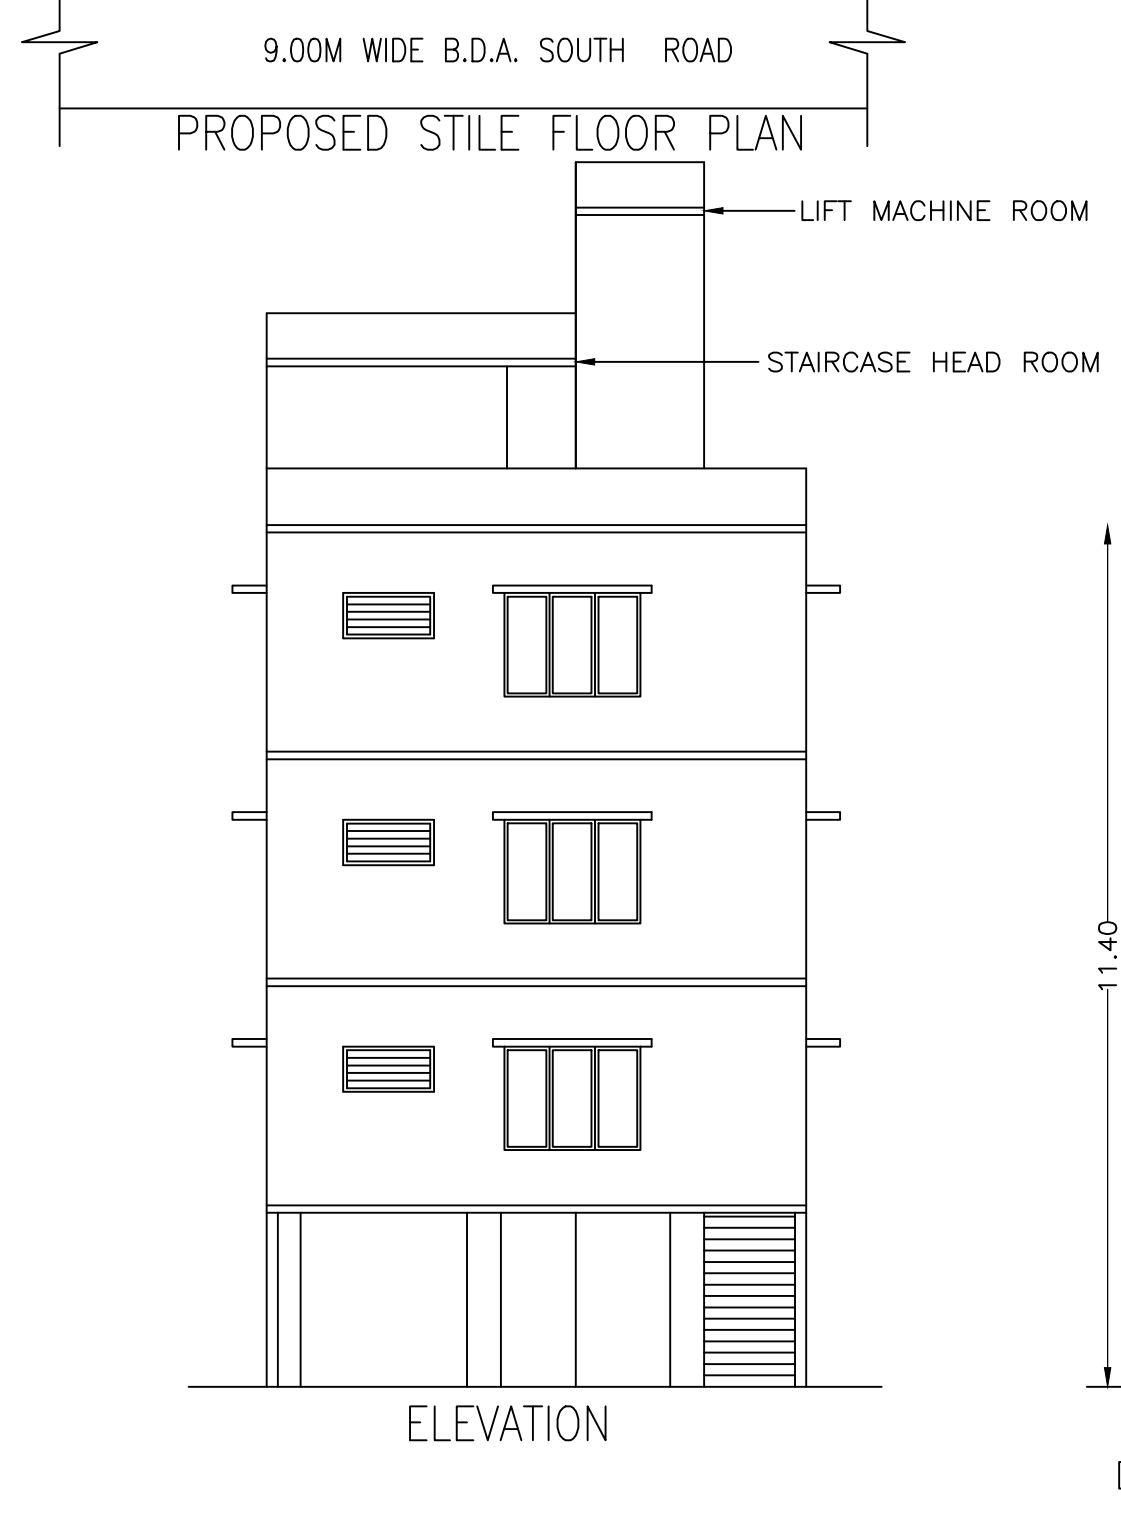 9.00M WIDE B.D.A. SOUTH ROAD
PROPOSED STILE FLOOR PLAN
LIFT MACHINE ROOM
STAIRCASE HEAD ROOM
11.40
ELEVATION